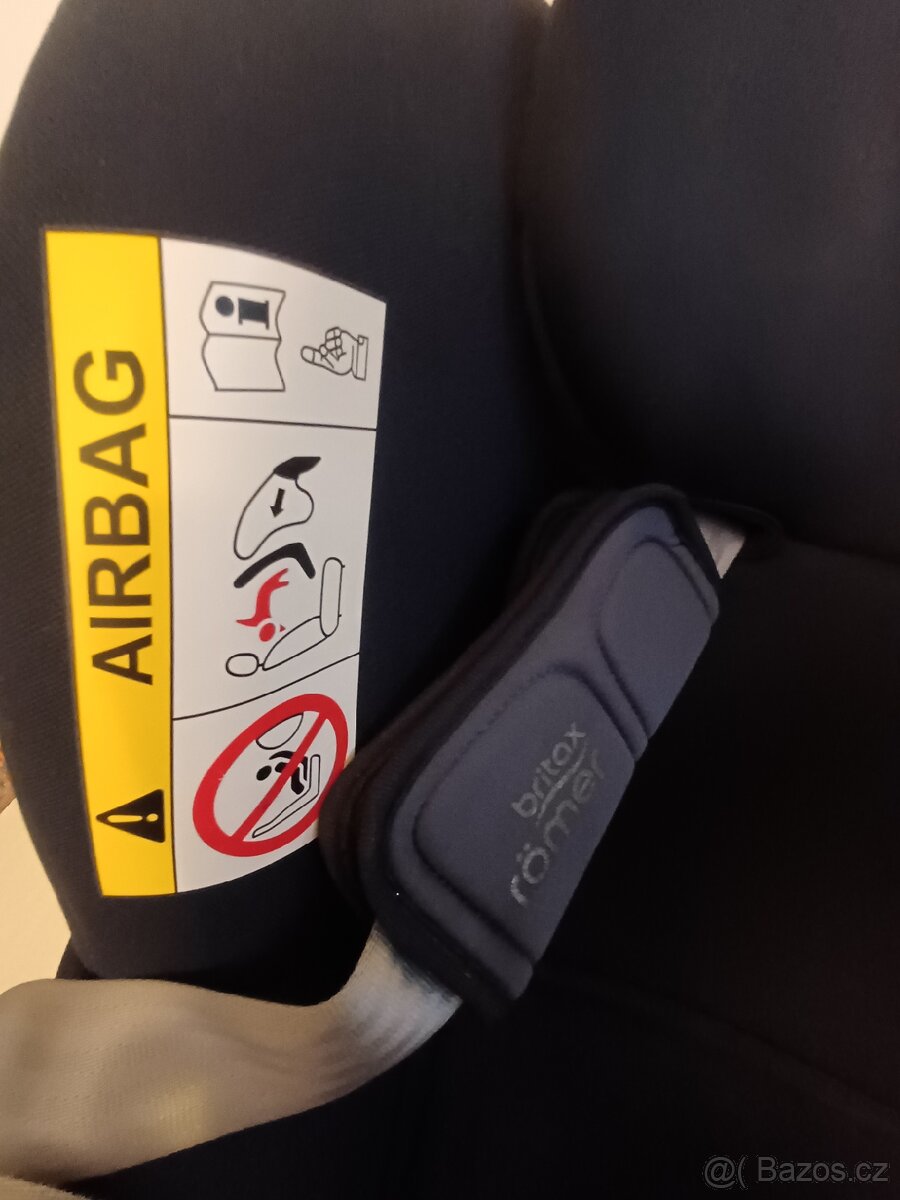 AIRBAG
i
britax
römer
@( Bazos.cz